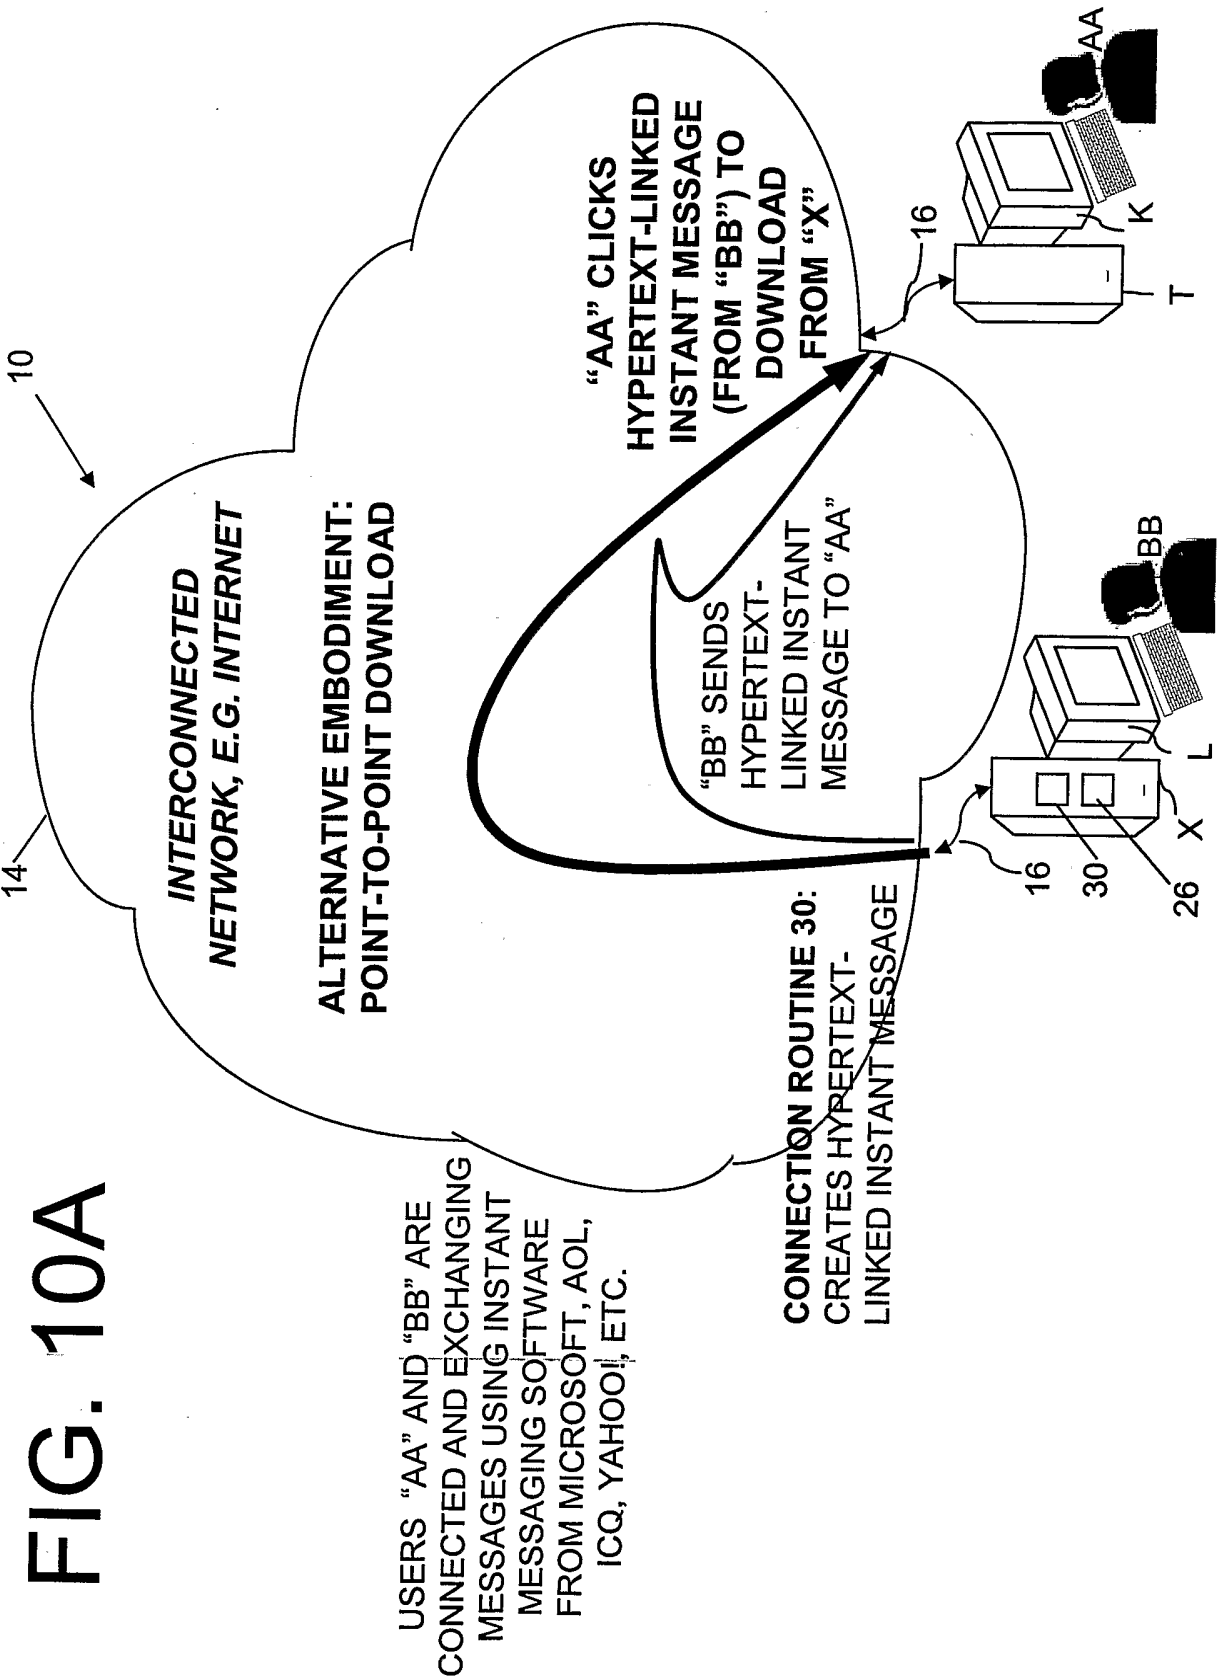 FIG. 10A
14
10
INTERCONNECTED
NETWORK, E.G. INTERNET
ALTERNATIVE EMBODIMENT:
POINT-TO-POINT DOWNLOAD
USERS "AA" AND "BB" ARE
CONNECTED AND EXCHANGING
MESSAGES USING INSTANT
MESSAGING SOFTWARE
FROM MICROSOFT, AOL,
ICQ, YAHOO!, ETC.
"AA" CLICKS
HYPERTEXT-LINKED
INSTANT MESSAGE
(FROM "BB") TO
DOWNLOAD
FROM "X"
"BB" SENDS
HYPERTEXT-
LINKED INSTANT
MESSAGE TO "AA"
CONNECTION ROUTINE 30:
CREATES HYPERTEXT-
LINKED INSTANT MESSAGE
16
30
26
X
L
BB
16
T
K
AA